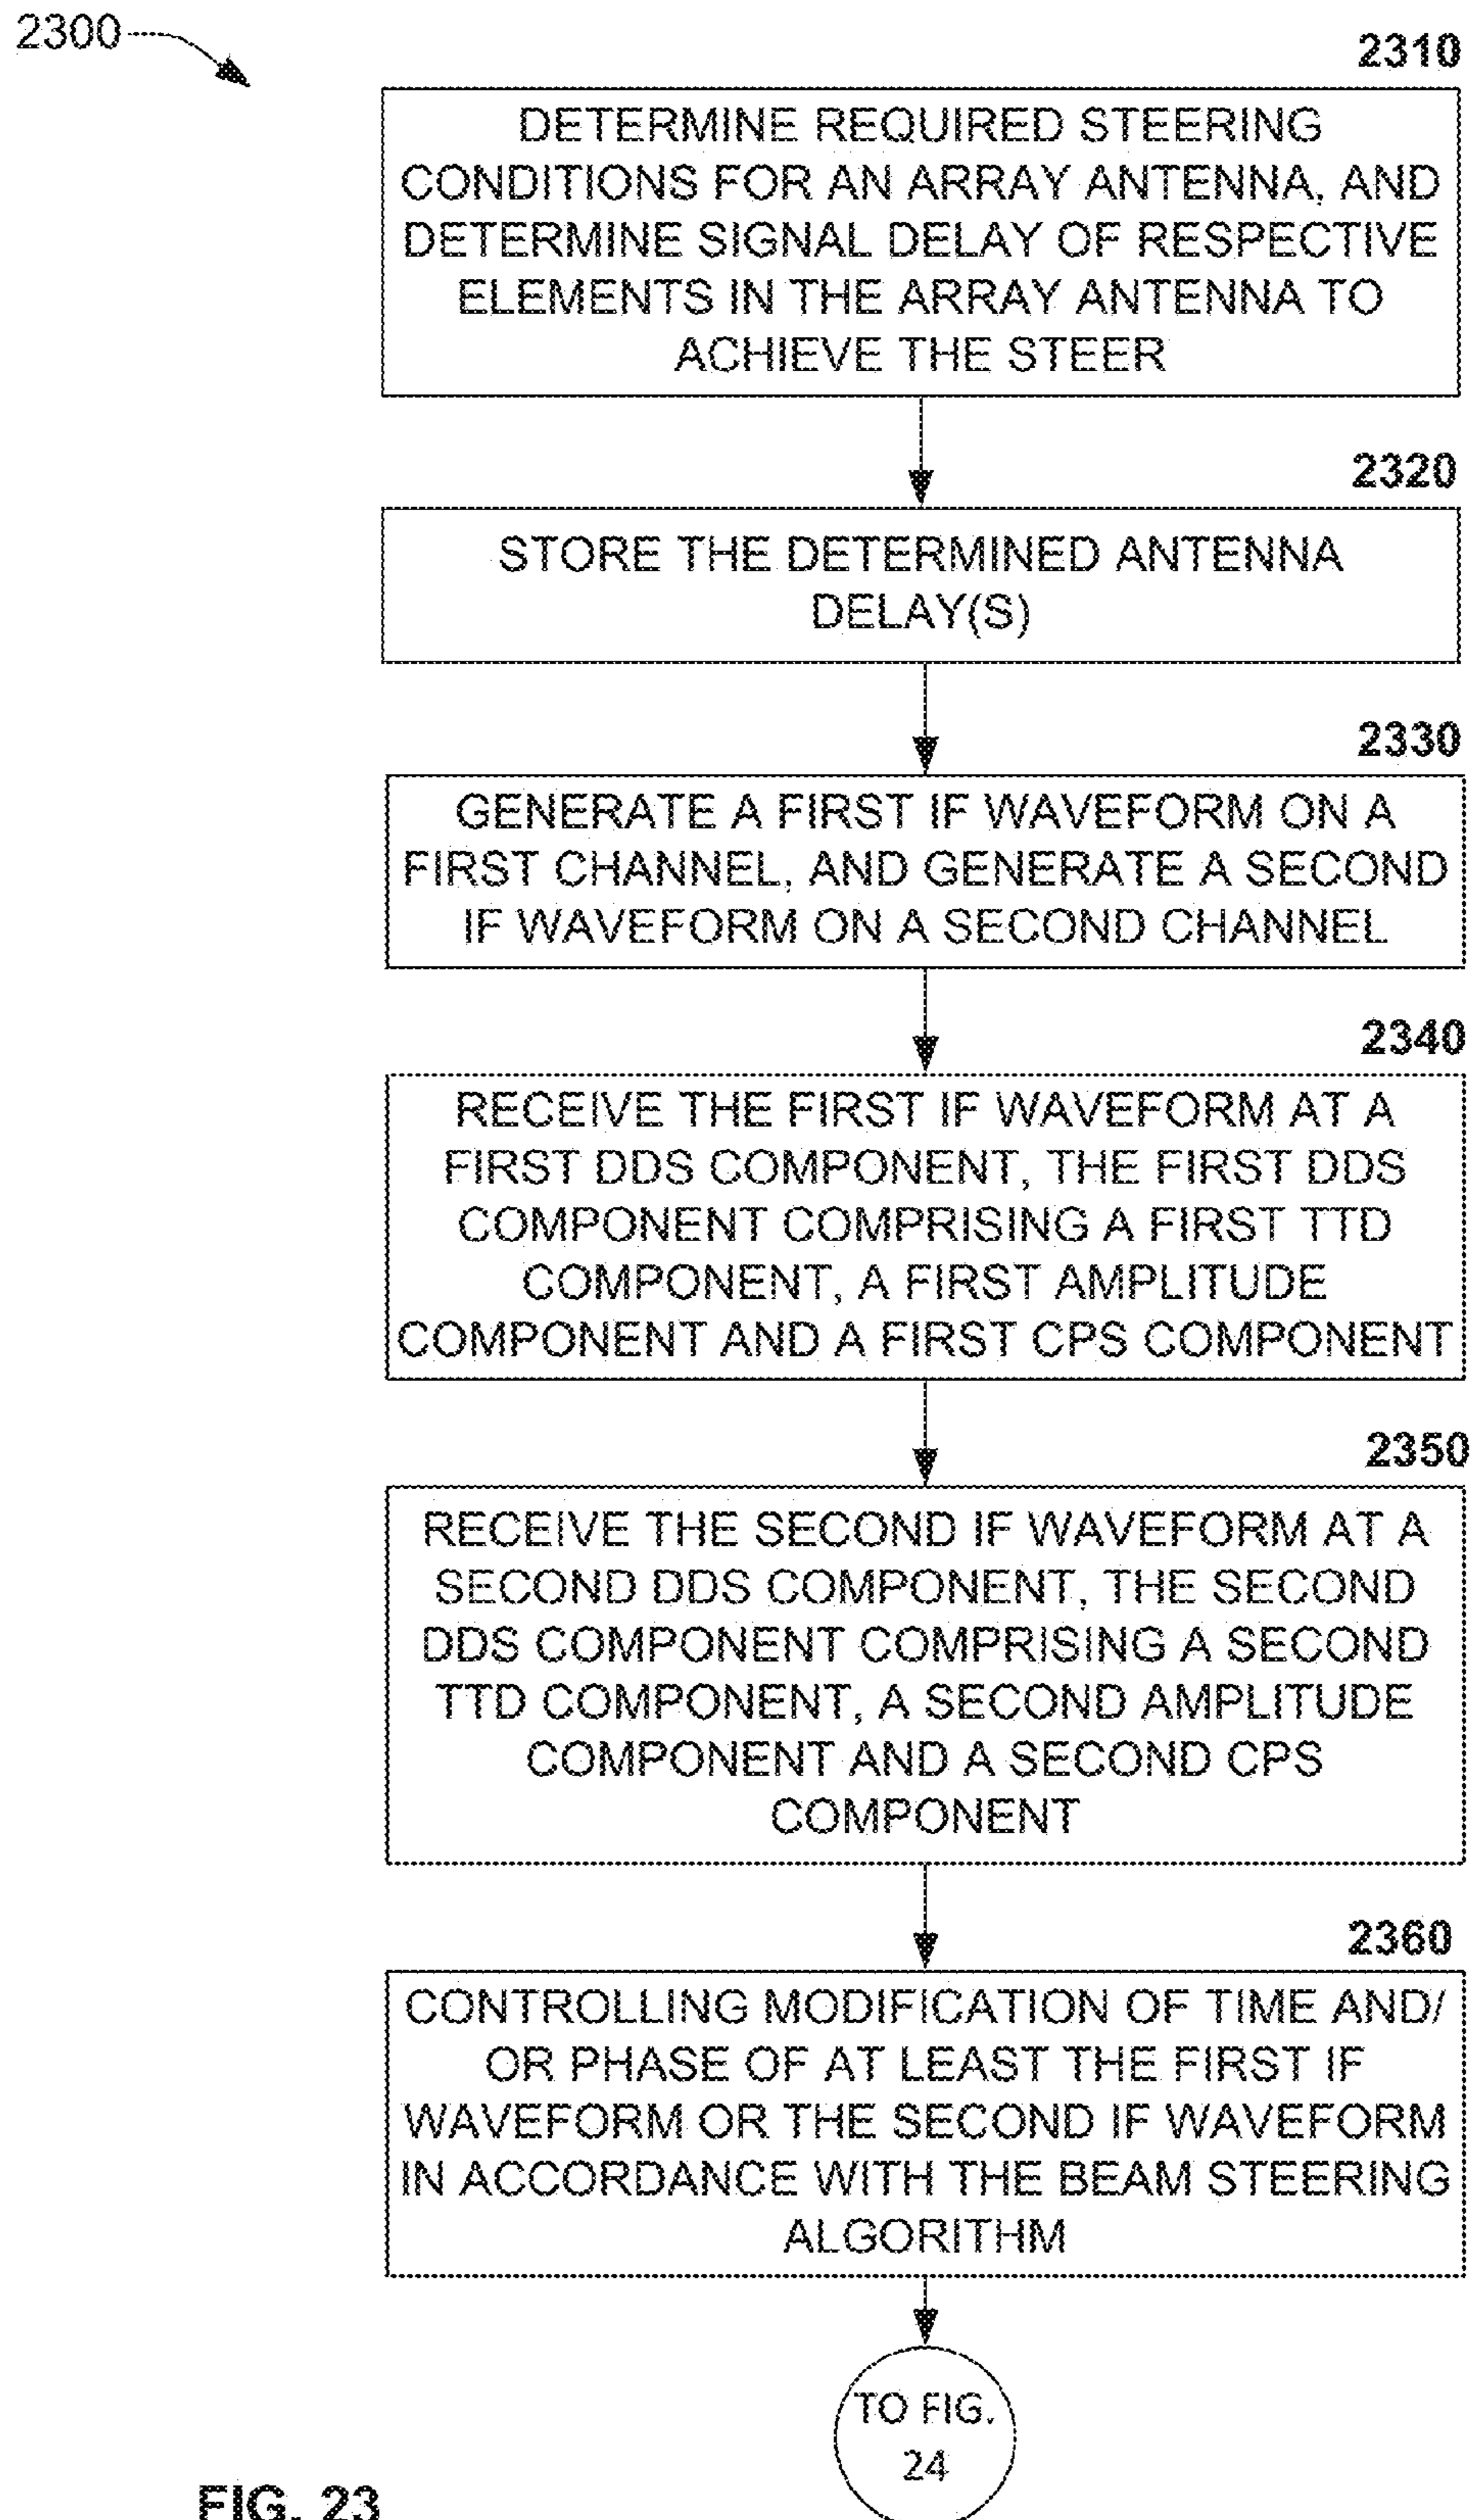 2300
2310
DETERMINE REQUIRED STEERING
CONDITIONS FOR AN ARRAY ANTENNA, AND
DETERMINE SIGNAL DELAY OF RESPECTIVE
ELEMENTS IN THE ARRAY ANTENNA TO
ACHIEVE THE STEER
2320
STORE THE DETERMINED ANTENNA
DELAY(S)
2330
GENERATE A FIRST IF WAVEFORM ON A
FIRST CHANNEL, AND GENERATE A SECOND
IF WAVEFORM ON A SECOND CHANNEL
2340
RECEIVE THE FIRST IF WAVEFORM AT A
FIRST DDS COMPONENT, THE FIRST DDS
COMPONENT COMPRISING A FIRST TTD
COMPONENT, A FIRST AMPLITUDE
COMPONENT AND A FIRST CPS COMPONENT
2350
RECEIVE THE SECOND IF WAVEFORM AT A
SECOND DDS COMPONENT, THE SECOND
DDS COMPONENT COMPRISING A SECOND
TTD COMPONENT, A SECOND AMPLITUDE
COMPONENT AND A SECOND CPS
COMPONENT
2360
CONTROLLING MODIFICATION OF TIME AND/
OR PHASE OF AT LEAST THE FIRST IF
WAVEFORM OR THE SECOND IF WAVEFORM
IN ACCORDANCE WITH THE BEAM STEERING
ALGORITHM
TO FIG.
24
FIG. 23